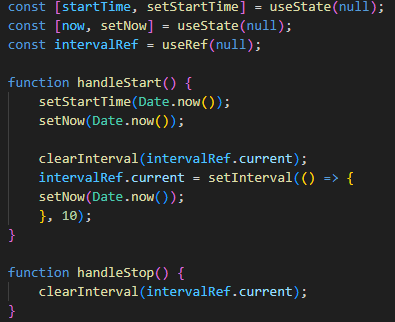 const [startTime, setStartTime] = useState(null);
const [now, setNow] = useState(null);
const intervalRef = useRef(null);

function handleStart() {
    setStartTime(Date.now());
    setNow(Date.now());

    clearInterval(intervalRef.current);
    intervalRef.current = setInterval(() => {
    setNow(Date.now());
    }, 10);
}

function handleStop() {
    clearInterval(intervalRef.current);
}